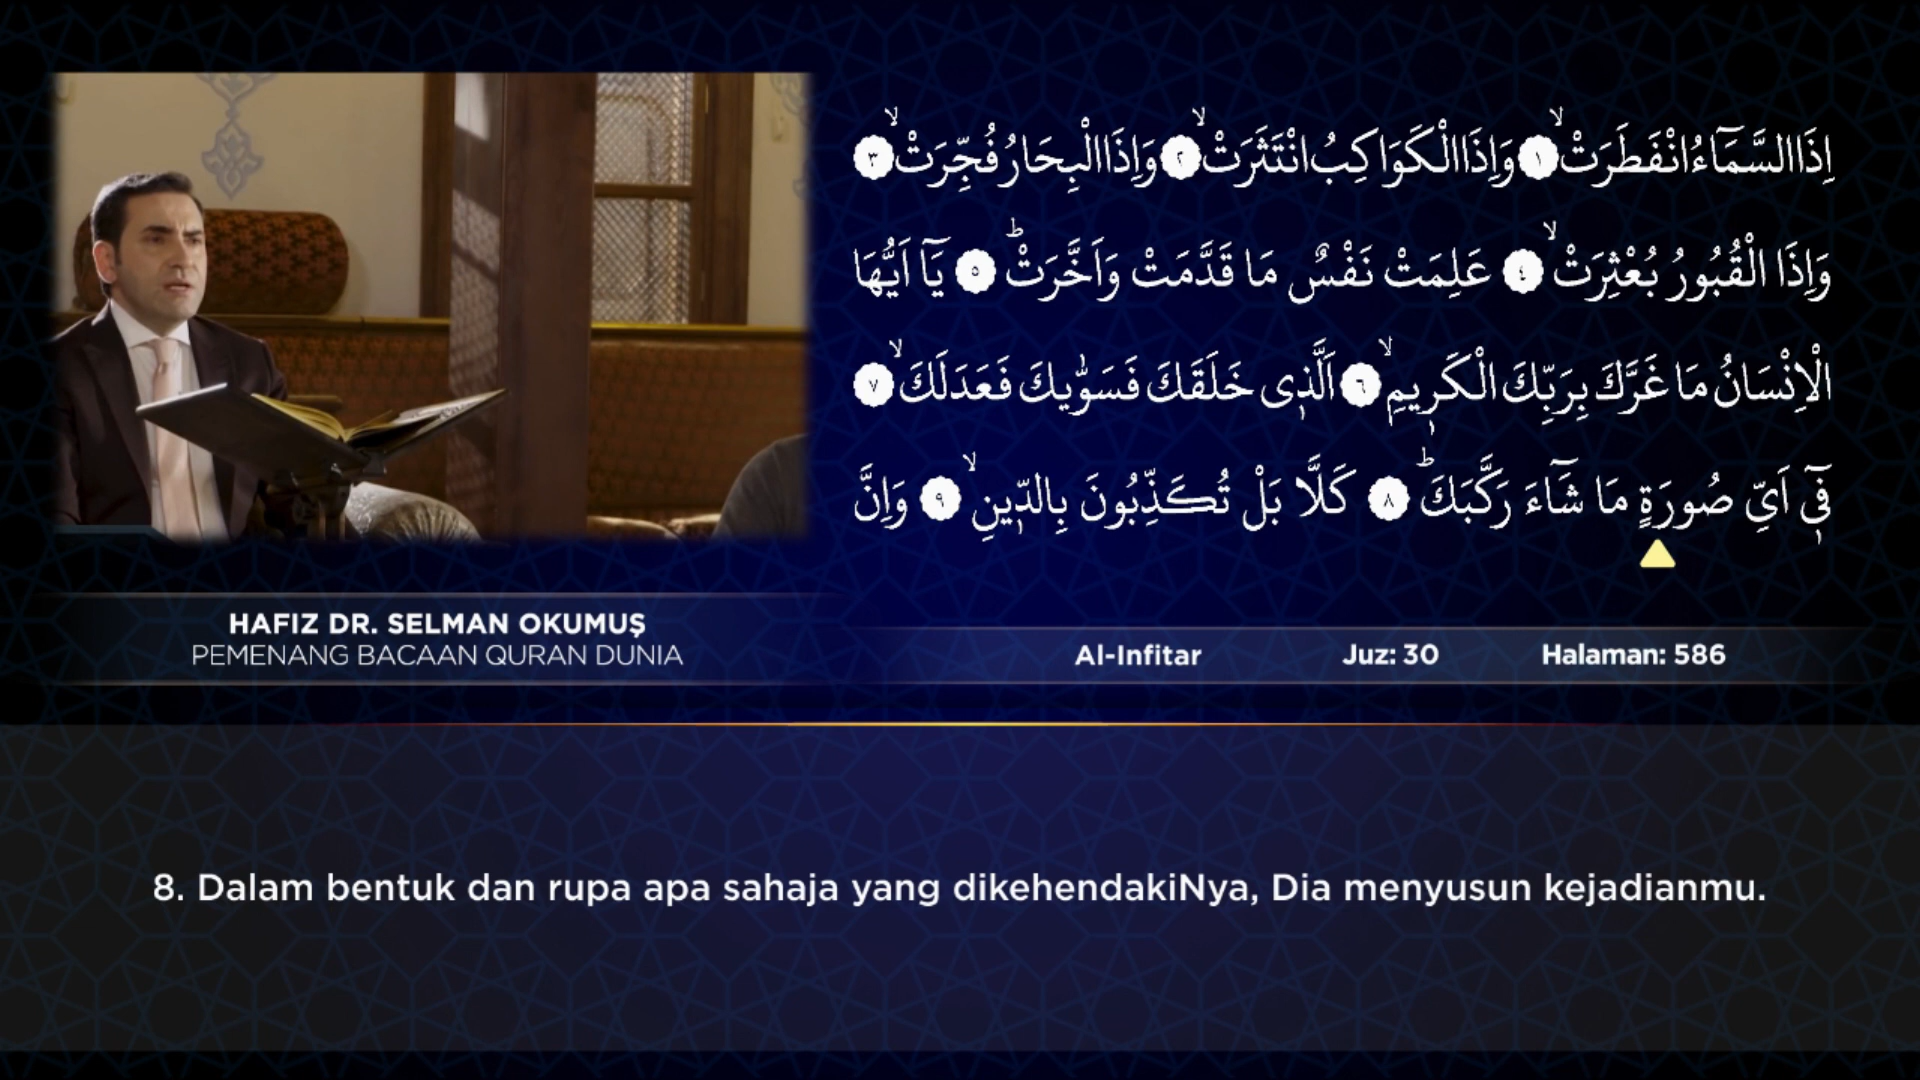 اِذَا السَّمَٓاءُ انْفَطَرَتْۙ ﴿١﴾ وَاِذَا الْكَوَاكِبُ انْتَثَرَتْۙ ﴿٢﴾ وَاِذَا الْبِحَارُ فُجِّرَتْۙ ﴿٣﴾
وَاِذَا الْقُبُورُ بُعْثِرَتْۙ ﴿٤﴾ عَلِمَتْ نَفْسٌ مَا قَدَّمَتْ وَاَخَّرَتْۜ ﴿٥﴾ يَٓا اَيُّهَا
الْاِنْسَانُ مَا غَرَّكَ بِرَبِّكَ الْكَر۪يمِۙ ﴿٦﴾ اَلَّذ۪ي خَلَقَكَ فَسَوّٰيكَ فَعَدَلَكَۙ ﴿٧﴾
ف۪ٓي اَيِّ صُورَةٍ مَا شَٓاءَ رَكَّبَكَۜ ﴿٨﴾ كَلَّا بَلْ تُكَذِّبُونَ بِالدّ۪ينِۙ ﴿٩﴾ وَاِنَّ
HAFIZ DR. SELMAN OKUMUŞ
PEMENANG BACAAN QURAN DUNIA
Al-Infitar Juz: 30 Halaman: 586
8. Dalam bentuk dan rupa apa sahaja yang dikehendakiNya, Dia menyusun kejadianmu.